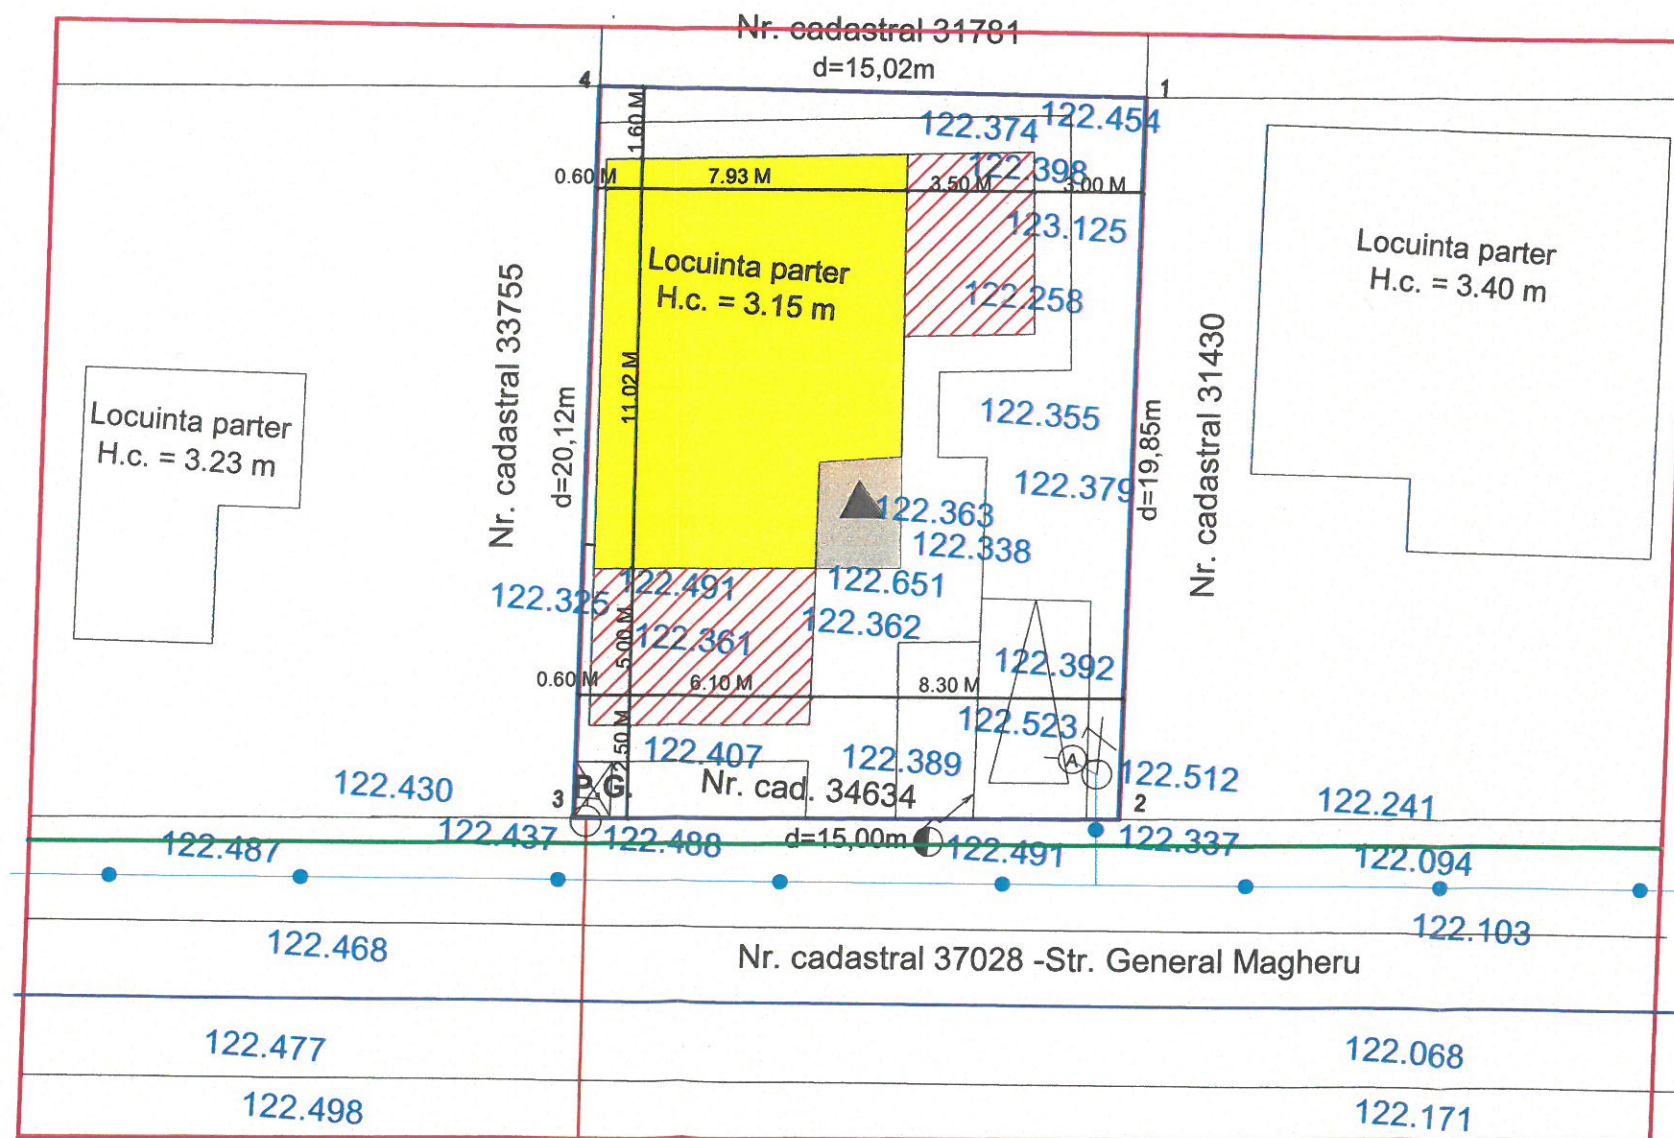 Nr. cadastral 31781
d=15,02m
4
1
122.374
122.454
1.60 M
122.398
0.60 M
7.93 M
3.50 M
3.00 M
123.125
Locuinta parter
H.c. = 3.15 m
Locuinta parter
H.c. = 3.40 m
122.258
Nr. cadastral 33755
d=20,12m
11.02 M
Nr. cadastral 31430
d=19,85m
Locuinta parter
H.c. = 3.23 m
122.355
122.379
122.363
122.338
122.325
122.491
122.651
122.361
5.00 M
122.362
122.392
0.60 M
6.10 M
8.30 M
122.523
2.50 M
122.407
122.389
A
122.512
122.430
3
P.G.
Nr. cad. 34634
2
122.241
122.487
122.437
122.488
d=15,00m
122.491
122.337
122.094
122.103
122.468
Nr. cadastral 37028 -Str. General Magheru
122.477
122.068
122.498
122.171